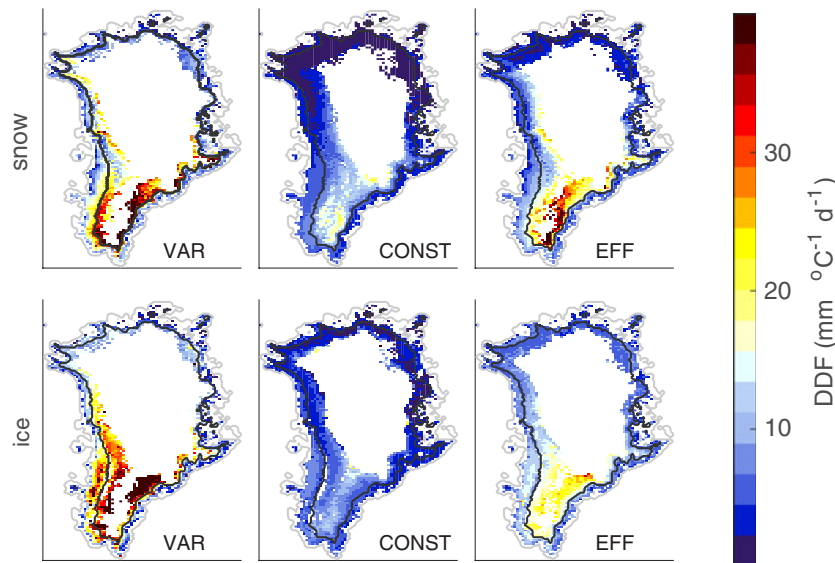 snow
VAR
CONST
EFF
ice
VAR
CONST
EFF
30
20
10
DDF (mm °C⁻¹ d⁻¹)